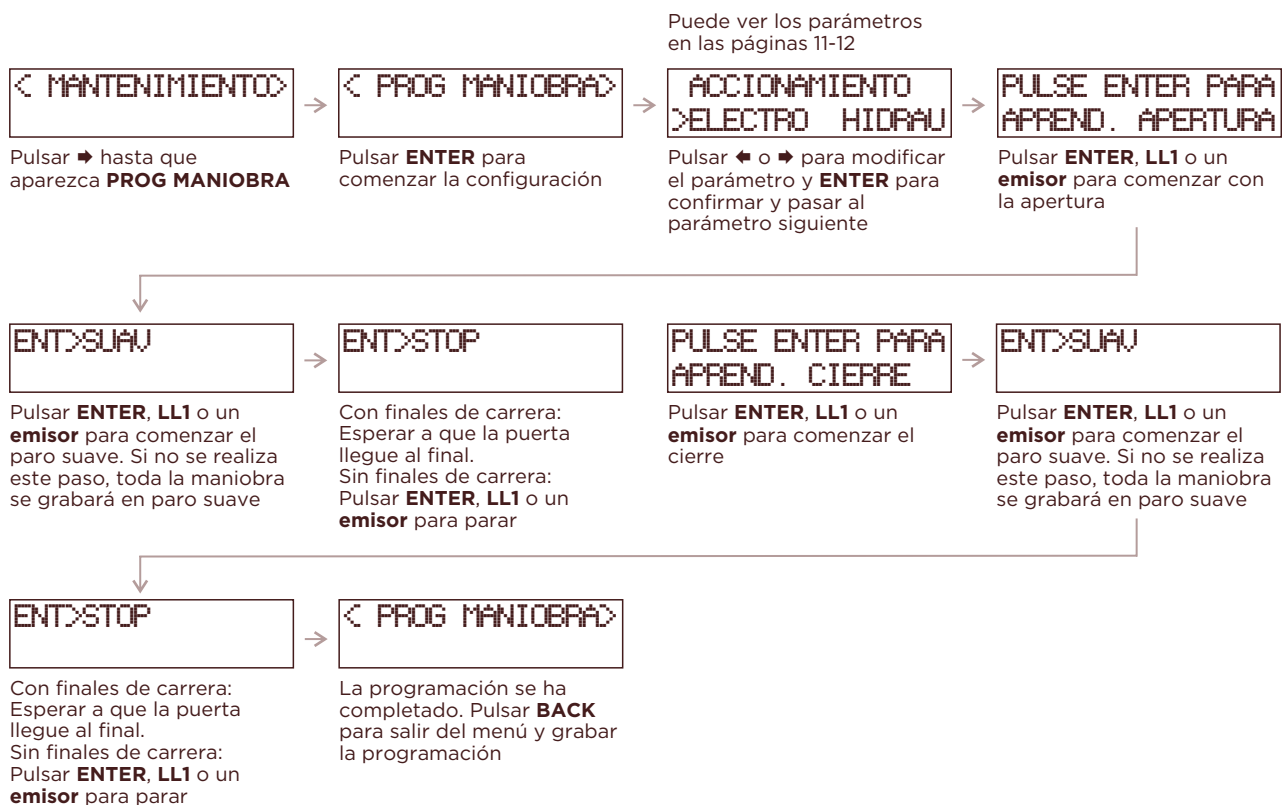 Puede ver los parámetros
en las páginas 11-12
< MANTENIMIENTO>
Pulsar ➡ hasta que
aparezca PROG MANIOBRA
< PROG MANIOBRA>
Pulsar ENTER para
comenzar la configuración
ACCIONAMIENTO
>ELECTRO HIDRAU
Pulsar ⬅ o ➡ para modificar
el parámetro y ENTER para
confirmar y pasar al
parámetro siguiente
PULSE ENTER PARA
APREND. APERTURA
Pulsar ENTER, LL1 o un
emisor para comenzar con
la apertura
ENT>SUAV
Pulsar ENTER, LL1 o un
emisor para comenzar el
paro suave. Si no se realiza
este paso, toda la maniobra
se grabará en paro suave
ENT>STOP
Con finales de carrera:
Esperar a que la puerta
llegue al final.
Sin finales de carrera:
Pulsar ENTER, LL1 o un
emisor para parar
PULSE ENTER PARA
APREND. CIERRE
Pulsar ENTER, LL1 o un
emisor para comenzar el
cierre
ENT>SUAV
Pulsar ENTER, LL1 o un
emisor para comenzar el
paro suave. Si no se realiza
este paso, toda la maniobra
se grabará en paro suave
ENT>STOP
Con finales de carrera:
Esperar a que la puerta
llegue al final.
Sin finales de carrera:
Pulsar ENTER, LL1 o un
emisor para parar
< PROG MANIOBRA>
La programación se ha
completado. Pulsar BACK
para salir del menú y grabar
la programación